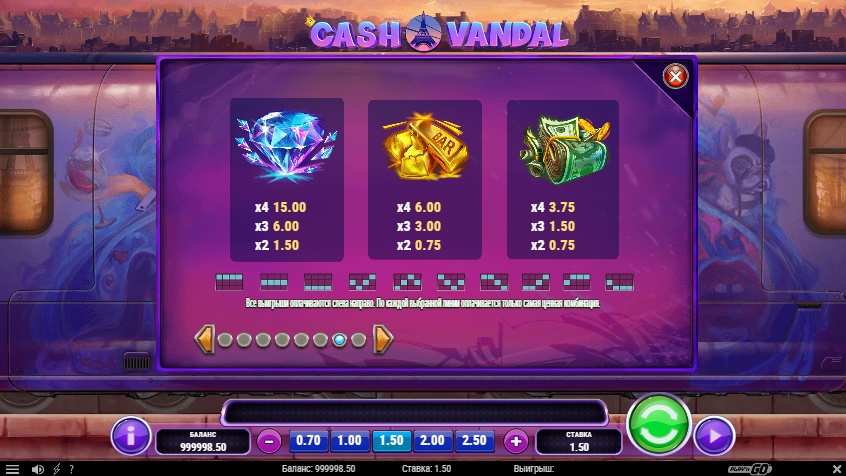 CASH VANDAL
BAR
x4 15.00
x3 6.00
x2 1.50
x4 6.00
x3 3.00
x2 0.75
x4 3.75
x3 1.50
x2 0.75
Все выигрыши оплачиваются слева направо. По каждой выбранной линии оплачивается только самая ценная комбинация.
БАЛАНС
999998.50
0.70 1.00 1.50 2.00 2.50
СТАВКА
1.50
?
Баланс: 999998.50 Ставка: 1.50 Выигрыш:
PLAY'N GO